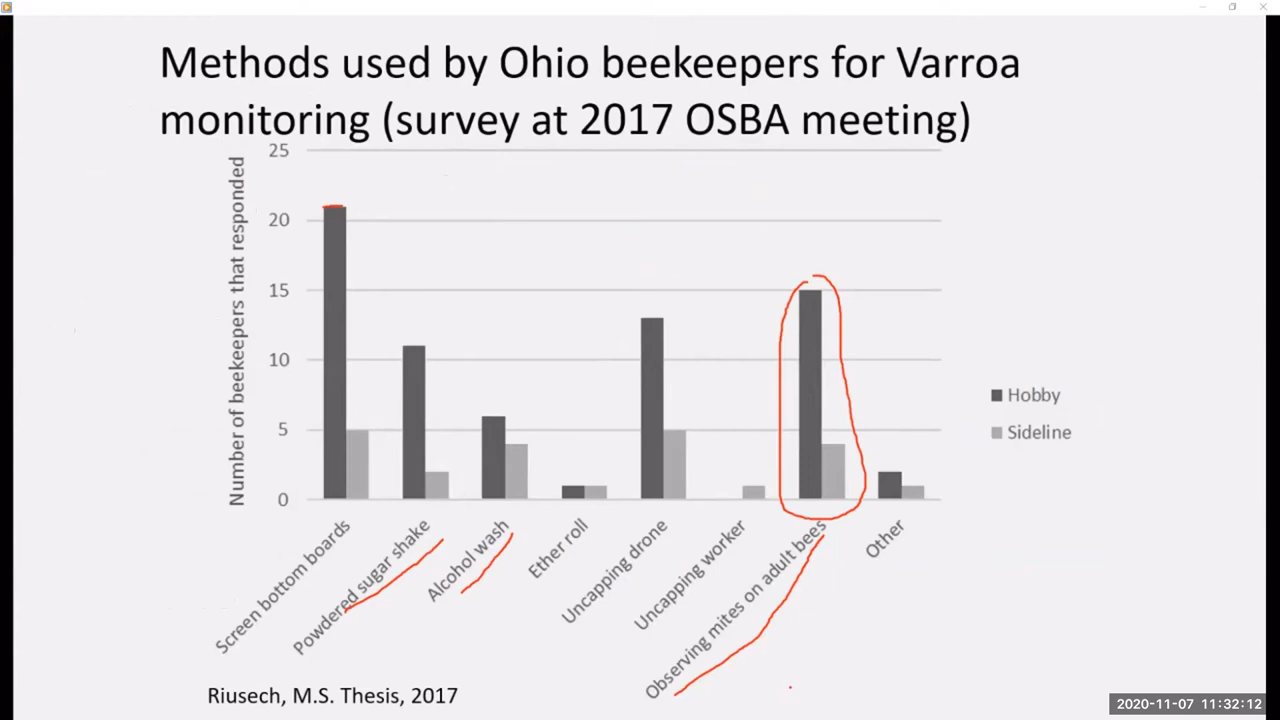 Methods used by Ohio beekeepers for Varroa
monitoring (survey at 2017 OSBA meeting)
Number of beekeepers that responded
25
20
15
10
5
0
Screen bottom boards
Powdered sugar shake
Alcohol wash
Ether roll
Uncapping drone
Uncapping worker
Observing mites on adult bees
Other
Hobby
Sideline
Riusech, M.S. Thesis, 2017
2020-11-07 11:32:12